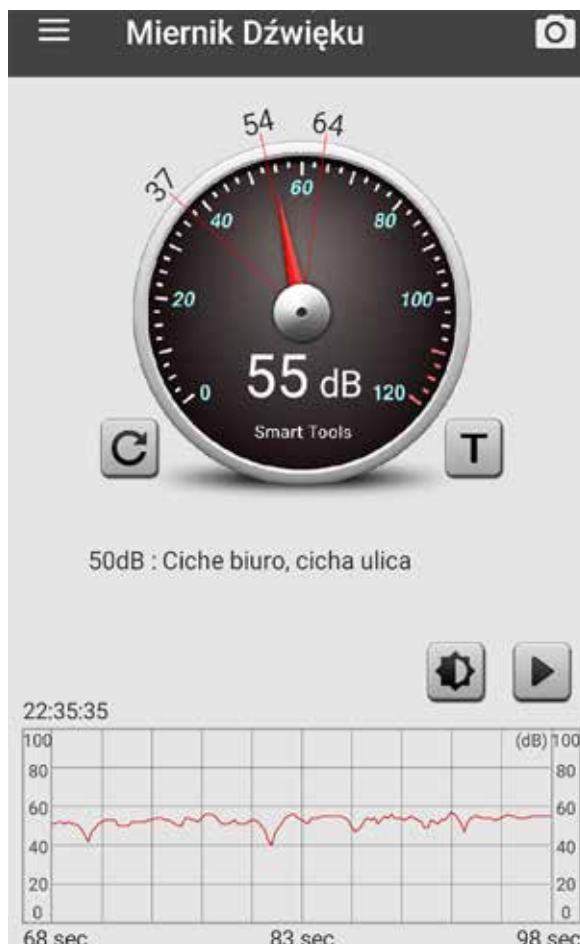 Miernik Dźwięku
54
64
37
60
40
80
20
100
55 dB
0
120
Smart Tools
T
50dB : Ciche biuro, cicha ulica
22:35:35
100
(dB) 100
80
80
60
60
40
40
20
20
0
0
68 sec
83 sec
98 sec